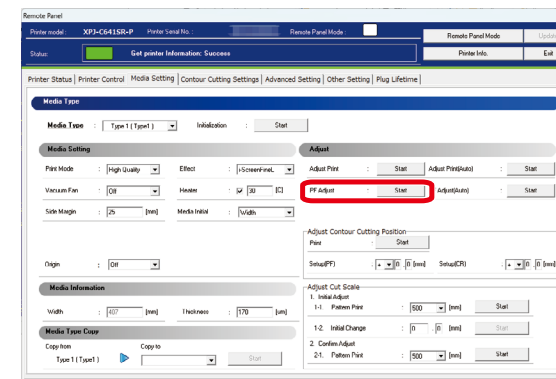 Remote Panel
Printer model : XPJ-C641SR-P Printer Serial No. : Remote Panel Mode : Remote Panel Mode Update
Status: Get printer Information: Success Printer Info. Exit
Printer Status Printer Control Media Setting Contour Cutting Settings Advanced Setting Other Setting Plug Lifetime
Media Type
Media Type : Type 1 ( Type1 ) Initialization : Start
Media Setting Adjust
Print Mode : High Quality Effect : i-ScreenFineL Adjust Print : Start Adjust Print(Auto) : Start
Vacuum Fan : Off Heater : 30 [C] PF Adjust : Start Adjust(Auto) : Start
Side Margin : 25 [mm] Media Initial : Width
Adjust Contour Cutting Position
Print : Start
Origin : Off Setup(PF) : + 0 . 0 [mm] Setup(CR) : + 0 . 0 [mm]
Media Information Adjust Cut Scale
1. Initial Adjust
Width : 407 [mm] Thickness : 170 [um] 1-1 Pattern Print : 500 [mm] Start
Media Type Copy 1-2. Initial Change : 0 . 0 [mm] Start
Copy from Copy to 2. Confirm Adjust
Type 1 ( Type1 ) Start 2-1. Pattern Print : 500 [mm] Start